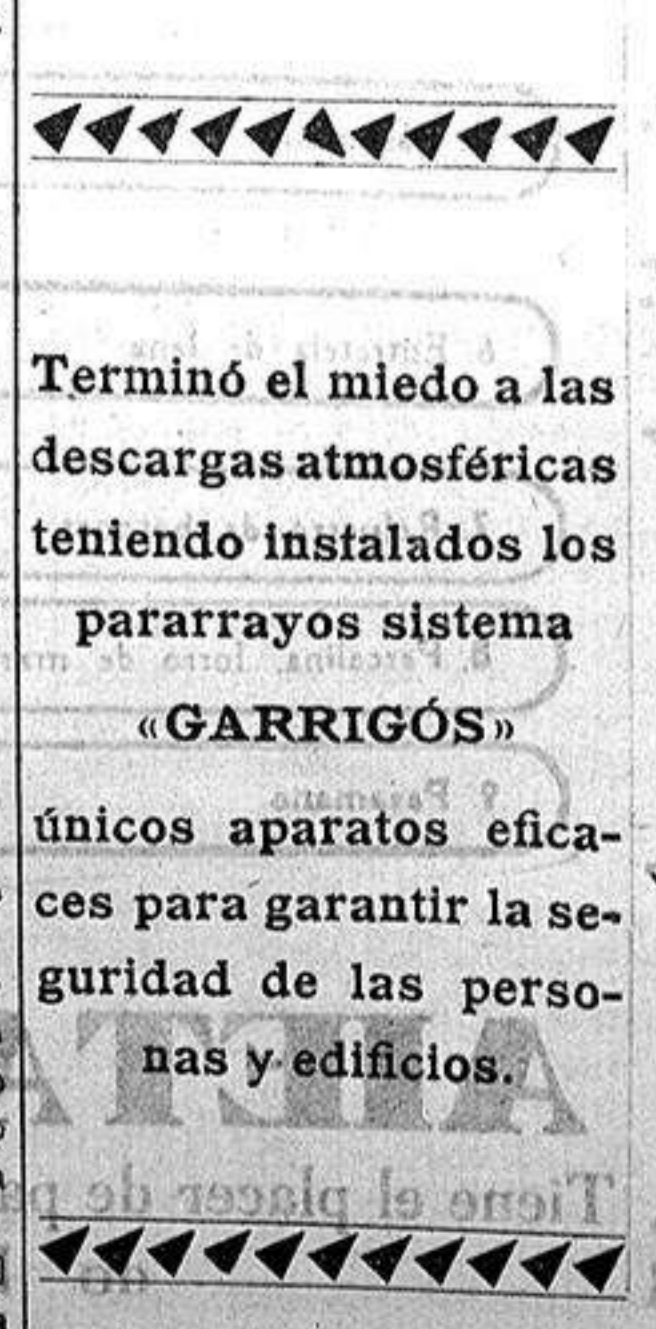 Terminó el miedo a las
descargas atmosféricas
teniendo instalados los
pararrayos sistema
«GARRIGÓS»
únicos aparatos efica-
ces para garantir la se-
guridad de las perso-
nas y edificios.